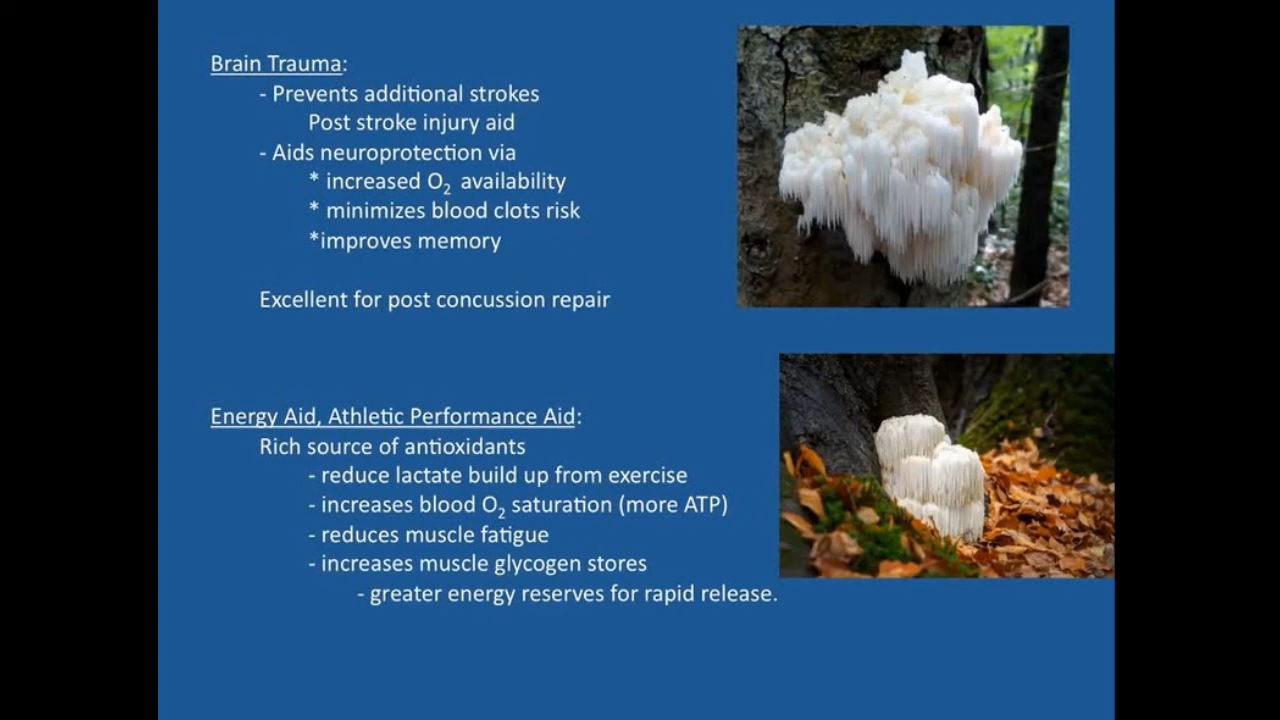 Brain Trauma:
- Prevents additional strokes
Post stroke injury aid
- Aids neuroprotection via
* increased O₂ availability
* minimizes blood clots risk
*improves memory
Excellent for post concussion repair
Energy Aid, Athletic Performance Aid:
Rich source of antioxidants
- reduce lactate build up from exercise
- increases blood O₂ saturation (more ATP)
- reduces muscle fatigue
- increases muscle glycogen stores
- greater energy reserves for rapid release.